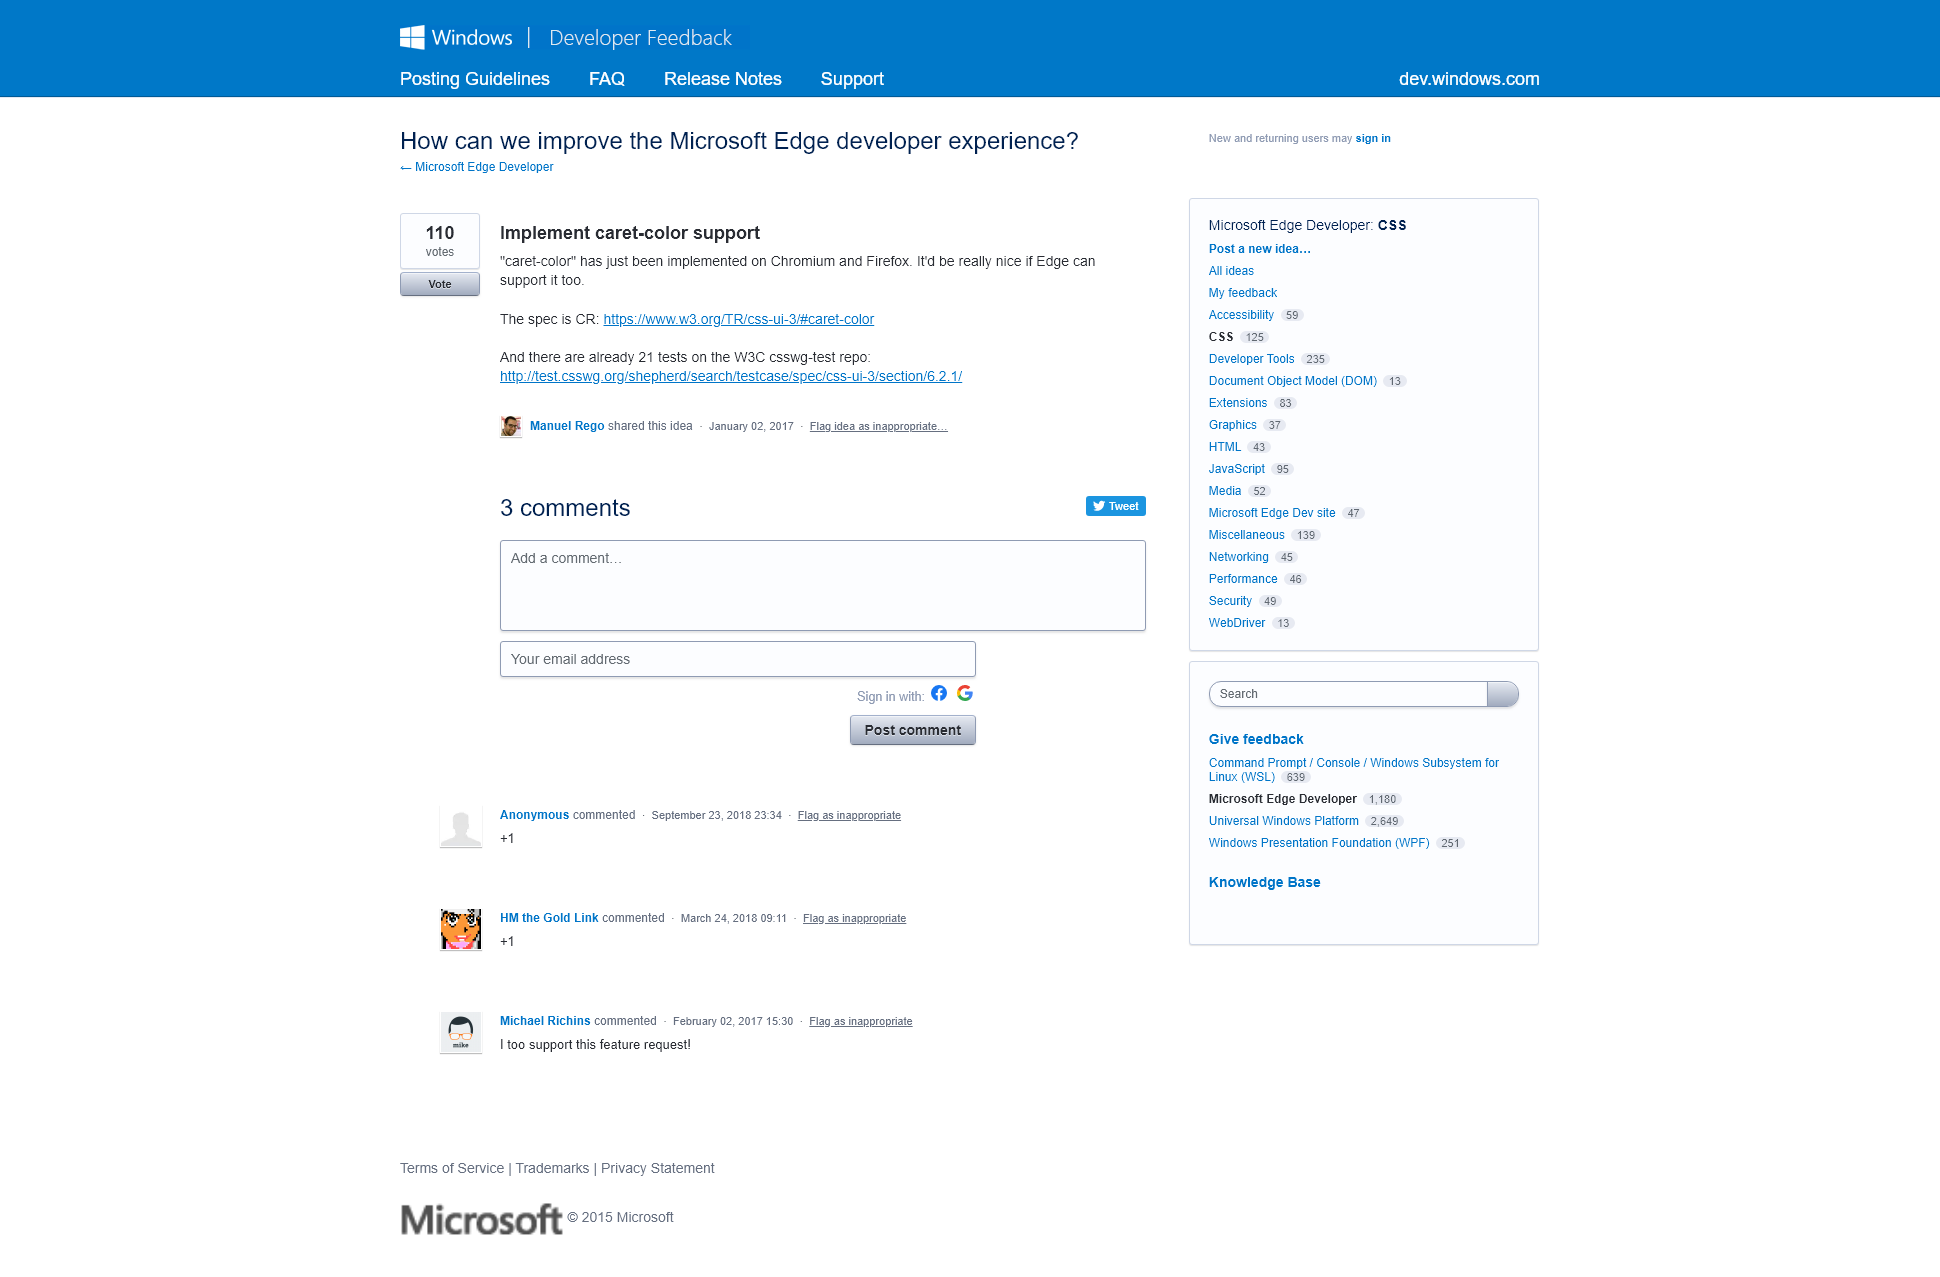 Windows | Developer Feedback
Posting Guidelines FAQ Release Notes Support dev.windows.com
How can we improve the Microsoft Edge developer experience?
← Microsoft Edge Developer
New and returning users may sign in
110
votes
Vote
Implement caret-color support
"caret-color" has just been implemented on Chromium and Firefox. It'd be really nice if Edge can
support it too.
The spec is CR: https://www.w3.org/TR/css-ui-3/#caret-color
And there are already 21 tests on the W3C csswg-test repo:
http://test.csswg.org/shepherd/search/testcase/spec/css-ui-3/section/6.2.1/
Manuel Rego shared this idea · January 02, 2017 · Flag idea as inappropriate…
3 comments
Tweet
Add a comment…
Your email address
Sign in with:
Post comment
Anonymous commented · September 23, 2018 23:34 · Flag as inappropriate
+1
HM the Gold Link commented · March 24, 2018 09:11 · Flag as inappropriate
+1
mike
Michael Richins commented · February 02, 2017 15:30 · Flag as inappropriate
I too support this feature request!
Microsoft Edge Developer: CSS
Post a new idea…
All ideas
My feedback
Accessibility 59
CSS 125
Developer Tools 235
Document Object Model (DOM) 13
Extensions 83
Graphics 37
HTML 43
JavaScript 95
Media 52
Microsoft Edge Dev site 47
Miscellaneous 139
Networking 45
Performance 46
Security 49
WebDriver 13
Search
Give feedback
Command Prompt / Console / Windows Subsystem for
Linux (WSL) 639
Microsoft Edge Developer 1,180
Universal Windows Platform 2,649
Windows Presentation Foundation (WPF) 251
Knowledge Base
Terms of Service | Trademarks | Privacy Statement
Microsoft © 2015 Microsoft